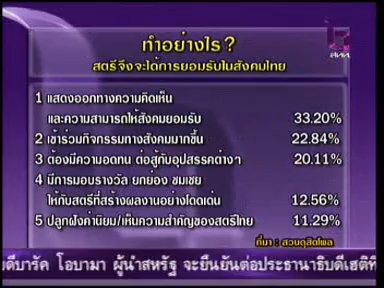 ทำอย่างไร ?
สตรีจึงจะได้การยอมรับในสังคมไทย
สทท.
1 แสดงออกทางความคิดเห็น
และความสามารถให้สังคมยอมรับ 33.20%
2 เข้าร่วมกิจกรรมทางสังคมมากขึ้น 22.84%
3 ต้องมีความอดทน ต่อสู้กับอุปสรรคต่างๆ 20.11%
4 มีการมอบรางวัล ยกย่อง ชมเชย
ให้กับสตรีที่สร้างผลงานอย่างโดดเด่น 12.56%
5 ปลูกฝังค่านิยม/เห็นความสำคัญของสตรีไทย 11.29%
ที่มา : สวนดุสิตโพล
บดีบารัค โอบามา ผู้นำสหรัฐ จะยืนยันต่อประธานาธิบดีเฮติที่